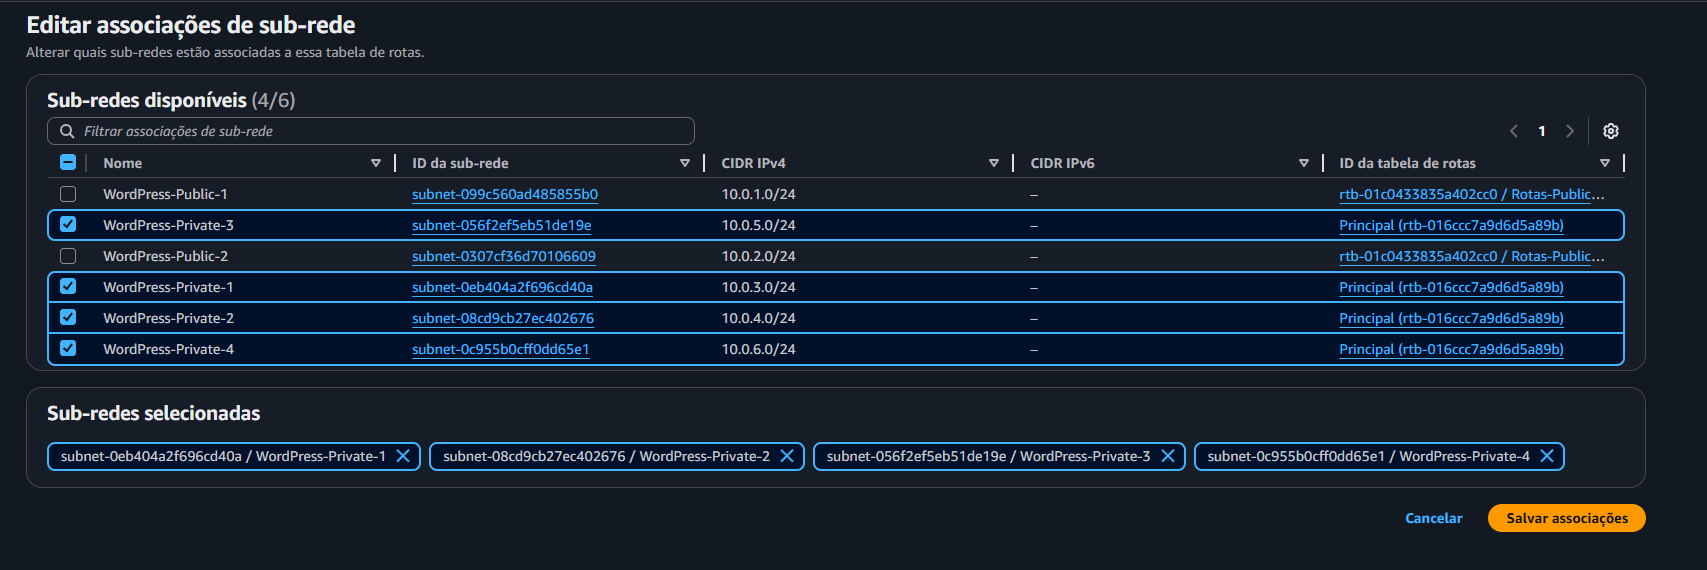 Editar associações de sub-rede
Alterar quais sub-redes estão associadas a essa tabela de rotas.
Sub-redes disponíveis (4/6)
Filtrar associações de sub-rede
1
Nome ID da sub-rede CIDR IPv4 CIDR IPv6 ID da tabela de rotas
WordPress-Public-1 subnet-099c560ad485855b0 10.0.1.0/24 – rtb-01c0433835a402cc0 / Rotas-Public...
WordPress-Private-3 subnet-056f2ef5eb51de19e 10.0.5.0/24 – Principal (rtb-016ccc7a9d6d5a89b)
WordPress-Public-2 subnet-0307cf36d70106609 10.0.2.0/24 – rtb-01c0433835a402cc0 / Rotas-Public...
WordPress-Private-1 subnet-0eb404a2f696cd40a 10.0.3.0/24 – Principal (rtb-016ccc7a9d6d5a89b)
WordPress-Private-2 subnet-08cd9cb27ec402676 10.0.4.0/24 – Principal (rtb-016ccc7a9d6d5a89b)
WordPress-Private-4 subnet-0c955b0cff0dd65e1 10.0.6.0/24 – Principal (rtb-016ccc7a9d6d5a89b)
Sub-redes selecionadas
subnet-0eb404a2f696cd40a / WordPress-Private-1 subnet-08cd9cb27ec402676 / WordPress-Private-2 subnet-056f2ef5eb51de19e / WordPress-Private-3 subnet-0c955b0cff0dd65e1 / WordPress-Private-4
Cancelar Salvar associações